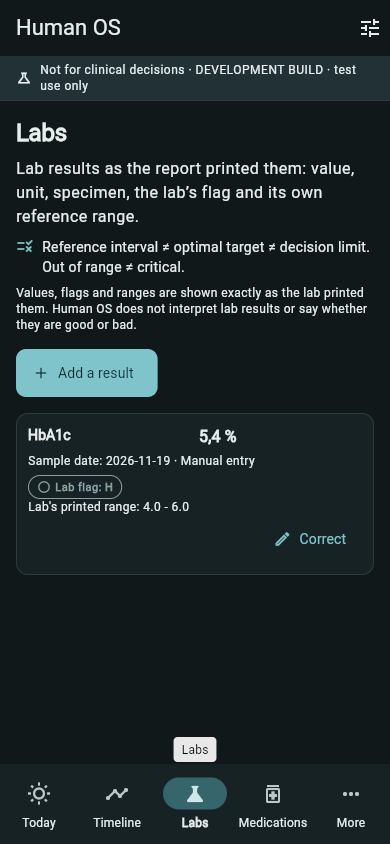 Human OS
Not for clinical decisions · DEVELOPMENT BUILD · test
use only
Labs
Lab results as the report printed them: value,
unit, specimen, the lab’s flag and its own
reference range.
Reference interval ≠ optimal target ≠ decision limit.
Out of range ≠ critical.
Values, flags and ranges are shown exactly as the lab printed
them. Human OS does not interpret lab results or say whether
they are good or bad.
Add a result
HbA1c 5,4 %
Sample date: 2026-11-19 · Manual entry
Lab flag: H
Lab's printed range: 4.0 - 6.0
Correct
Labs
Today Timeline Labs Medications More